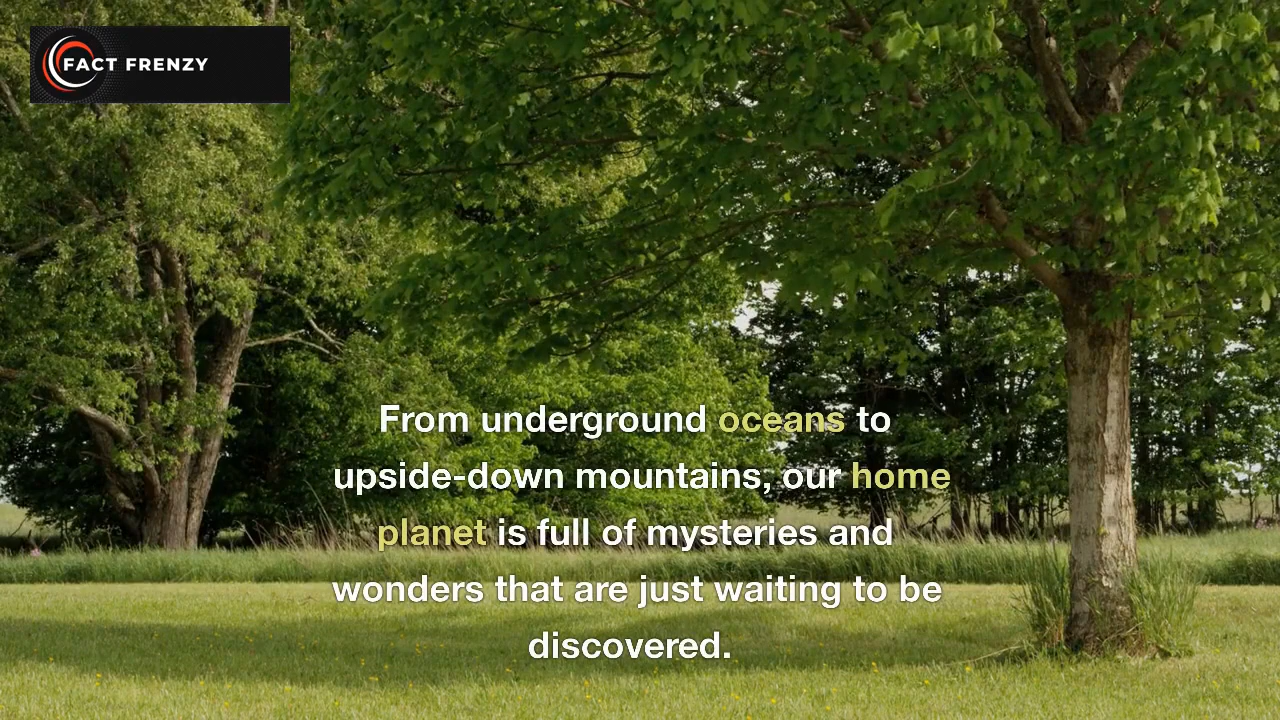 FACT FRENZY
From underground oceans to
upside-down mountains, our home
planet is full of mysteries and
wonders that are just waiting to be
discovered.